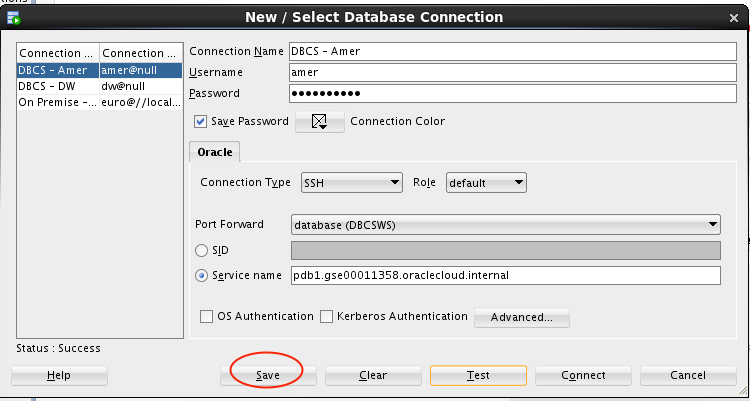 New / Select Database Connection
Connection ... Connection ...
DBCS - Amer amer@null
DBCS - DW dw@null
On Premise -... euro@//local...
Connection Name DBCS - Amer
Username amer
Password ••••••••••
Save Password Connection Color
Oracle
Connection Type SSH Role default
Port Forward database (DBCSWS)
SID
Service name pdb1.gse00011358.oraclecloud.internal
OS Authentication Kerberos Authentication Advanced...
Status : Success
Help Save Clear Test Connect Cancel